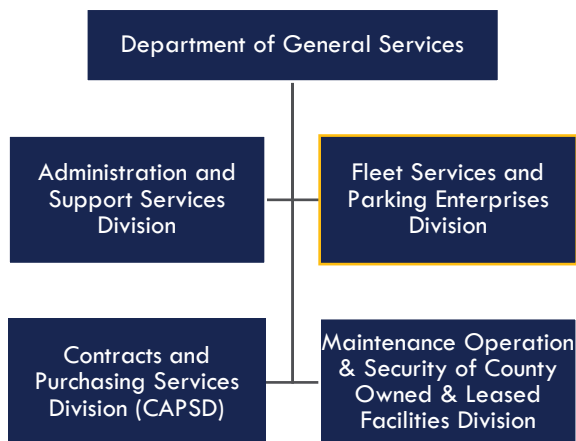 Department of General Services
Administration and
Support Services
Division
Fleet Services and
Parking Enterprises
Division
Contracts and
Purchasing Services
Division (CAPSD)
Maintenance Operation
& Security of County
Owned & Leased
Facilities Division